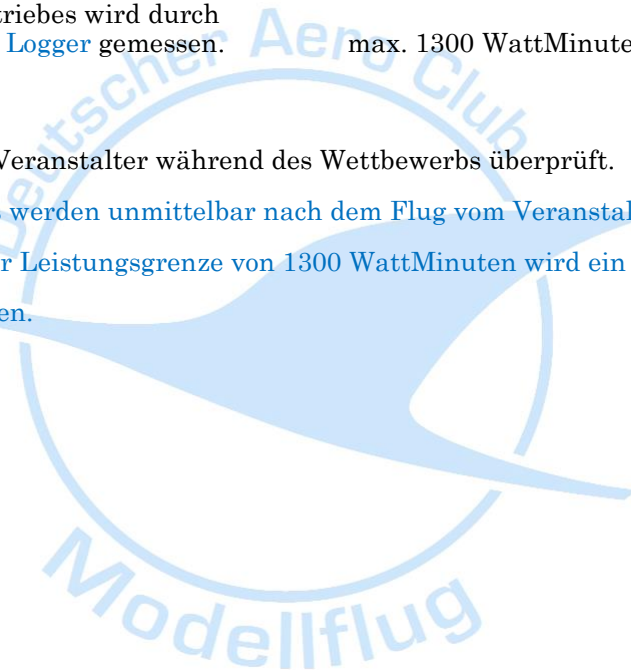 triebes wird durch
Logger gemessen. max. 1300 WattMinute
Veranstalter während des Wettbewerbs überprüft.
werden unmittelbar nach dem Flug vom Veranstal
r Leistungsgrenze von 1300 WattMinuten wird ein
en.
Deutscher Aero Club
Modellflug